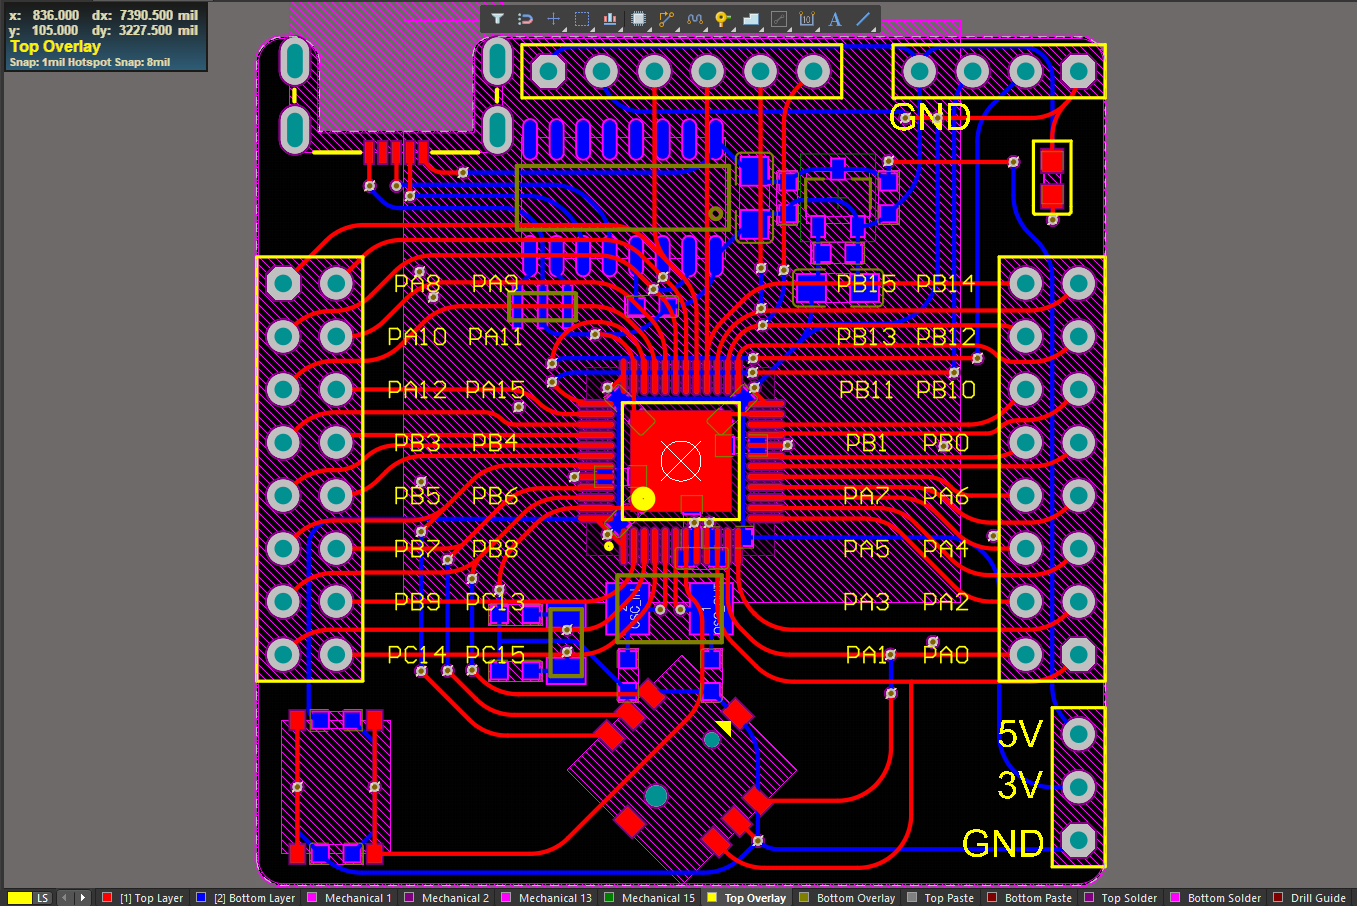 x: 836.000 dx: 7390.500 mil
y: 105.000 dy: 3227.500 mil
Top Overlay
Snap: 1mil Hotspot Snap: 8mil
GND
PA8 PA9 PB15 PB14
PA10 PA11 PB13 PB12
PA12 PA15 PB11 PB10
PB3 PB4 PB1 PB0
PB5 PB6 PA7 PA6
PB7 PB8 PA5 PA4
PB9 PC13 PA3 PA2
PC14 PC15 PA1 PA0
5V
3V
GND
LS [1] Top Layer [2] Bottom Layer Mechanical 1 Mechanical 2 Mechanical 13 Mechanical 15 Top Overlay Bottom Overlay Top Paste Bottom Paste Top Solder Bottom Solder Drill Guide